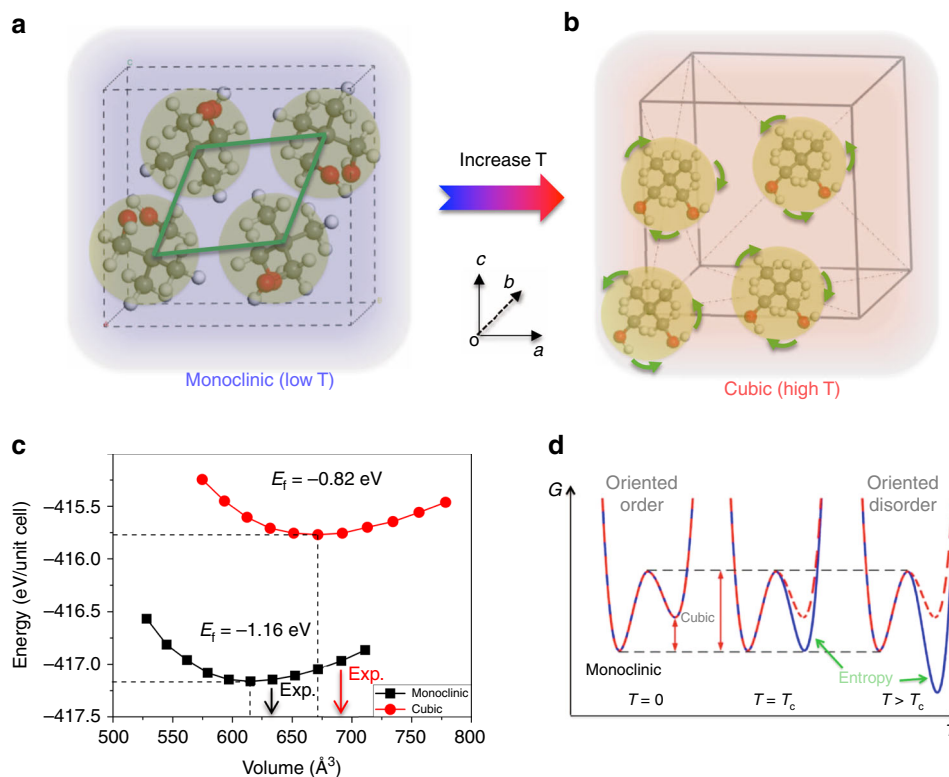 a
b
c
Increase T
c
b
o
a
Monoclinic (low T)
Cubic (high T)
c
E_f = −0.82 eV
E_f = −1.16 eV
Exp.
Exp.
Monoclinic
Cubic
Energy (eV/unit cell)
−415.5
−416.0
−416.5
−417.0
−417.5
500
550
600
650
700
750
800
Volume (Å³)
d
G
Oriented
order
Oriented
disorder
Cubic
Monoclinic
Entropy
T = 0
T = T_c
T > T_c
T